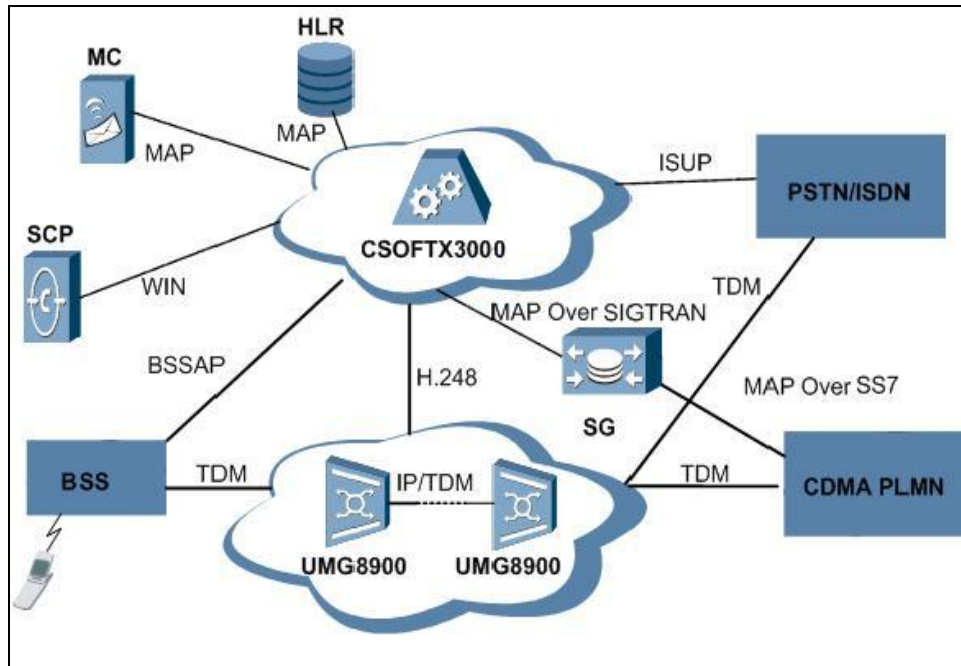 HLR
MC
MAP
MAP
ISUP
PSTN/ISDN
SCP
CSOFTX3000
WIN
TDM
MAP Over SIGTRAN
BSSAP
H.248
MAP Over SS7
SG
BSS
TDM
IP/TDM
TDM
CDMA PLMN
UMG8900
UMG8900